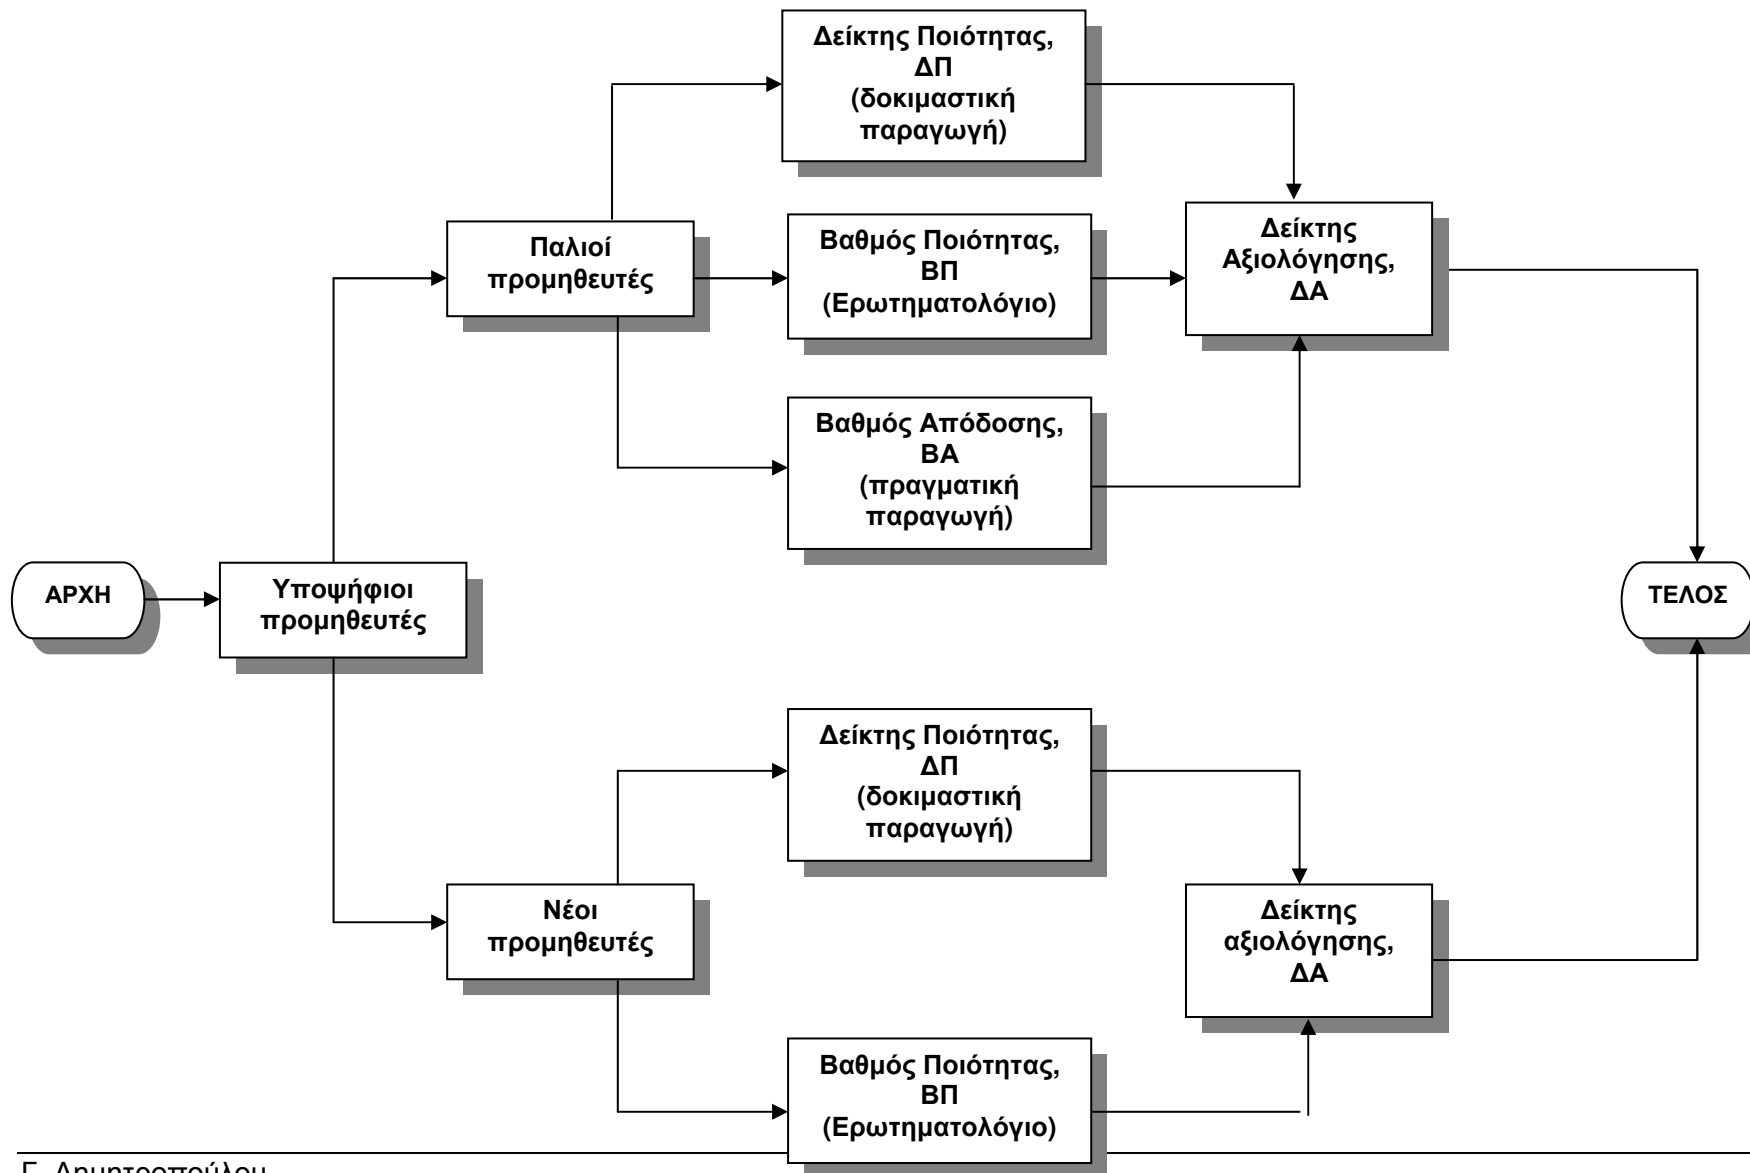 Δείκτης Ποιότητας,
ΔΠ
(δοκιμαστική
παραγωγή)
Παλιοί
προμηθευτές
Βαθμός Ποιότητας,
ΒΠ
(Ερωτηματολόγιο)
Δείκτης
Αξιολόγησης,
ΔΑ
Βαθμός Απόδοσης,
ΒΑ
(πραγματική
παραγωγή)
ΑΡΧΗ
Υποψήφιοι
προμηθευτές
ΤΕΛΟΣ
Δείκτης Ποιότητας,
ΔΠ
(δοκιμαστική
παραγωγή)
Νέοι
προμηθευτές
Δείκτης
αξιολόγησης,
ΔΑ
Βαθμός Ποιότητας,
ΒΠ
(Ερωτηματολόγιο)